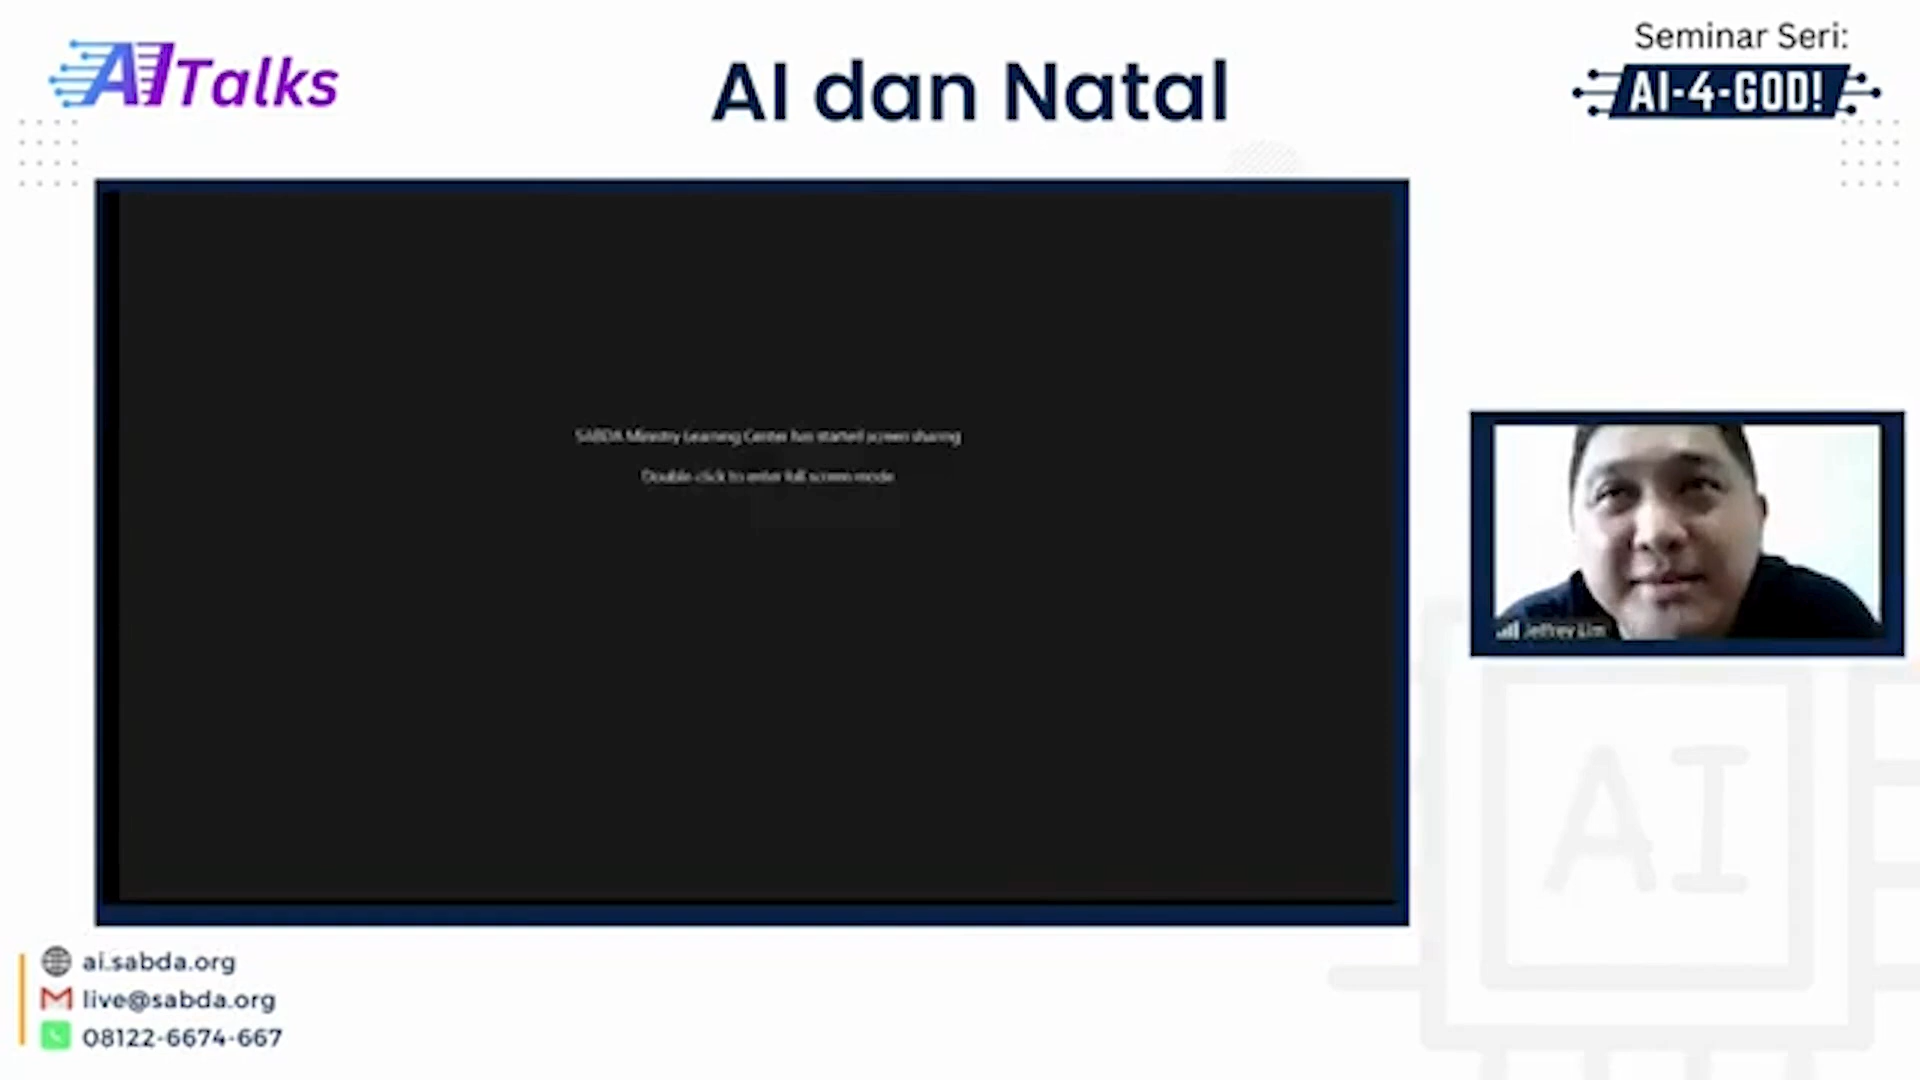 AI Talks
AI dan Natal
Seminar Seri:
AI-4-GOD!
SABDA Ministry Learning Center has started screen sharing
Double click to enter full screen mode
Jeffrey Lim
AI
ai.sabda.org
live@sabda.org
08122-6674-667